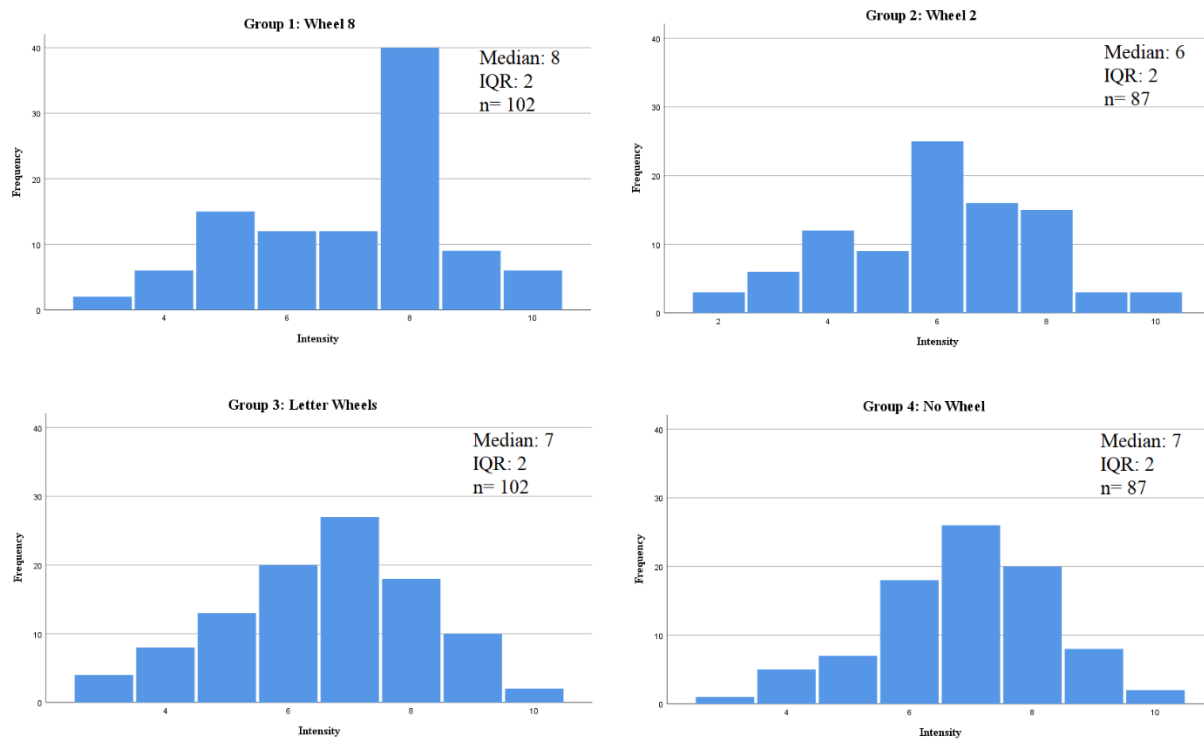 Group 1: Wheel 8
Median: 8
IQR: 2
n= 102
40
30
20
10
0
Frequency
4
6
8
10
Intensity
Group 2: Wheel 2
Median: 6
IQR: 2
n= 87
40
30
20
10
0
Frequency
2
4
6
8
10
Intensity
Group 3: Letter Wheels
Median: 7
IQR: 2
n= 102
40
30
20
10
0
Frequency
4
6
8
10
Intensity
Group 4: No Wheel
Median: 7
IQR: 2
n= 87
40
30
20
10
0
Frequency
4
6
8
10
Intensity